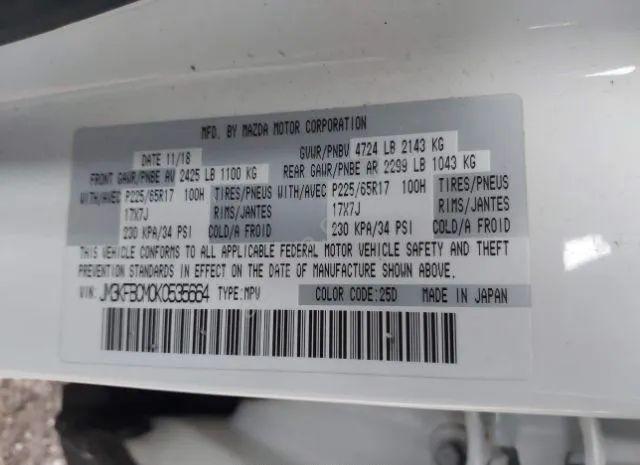 MFD. BY MAZDA MOTOR CORPORATION
DATE 11/18 GVWR/PNBV 4724 LB 2143 KG
FRONT GAWR/PNBE AV 2425 LB 1100 KG REAR GAWR/PNBE AR 2299 LB 1043 KG
WITH/AVEC P225/65R17 100H TIRES/PNEUS WITH/AVEC P225/65R17 100H TIRES/PNEUS
17X7J RIMS/JANTES 17X7J RIMS/JANTES
230 KPA/34 PSI COLD/A FROID 230 KPA/34 PSI COLD/A FROID
THIS VEHICLE CONFORMS TO ALL APPLICABLE FEDERAL MOTOR VEHICLE SAFETY AND THEFT
PREVENTION STANDARDS IN EFFECT ON THE DATE OF MANUFACTURE SHOWN ABOVE.
VIN: JM3KFBCM0K0535664 TYPE:MPV COLOR CODE:25D MADE IN JAPAN